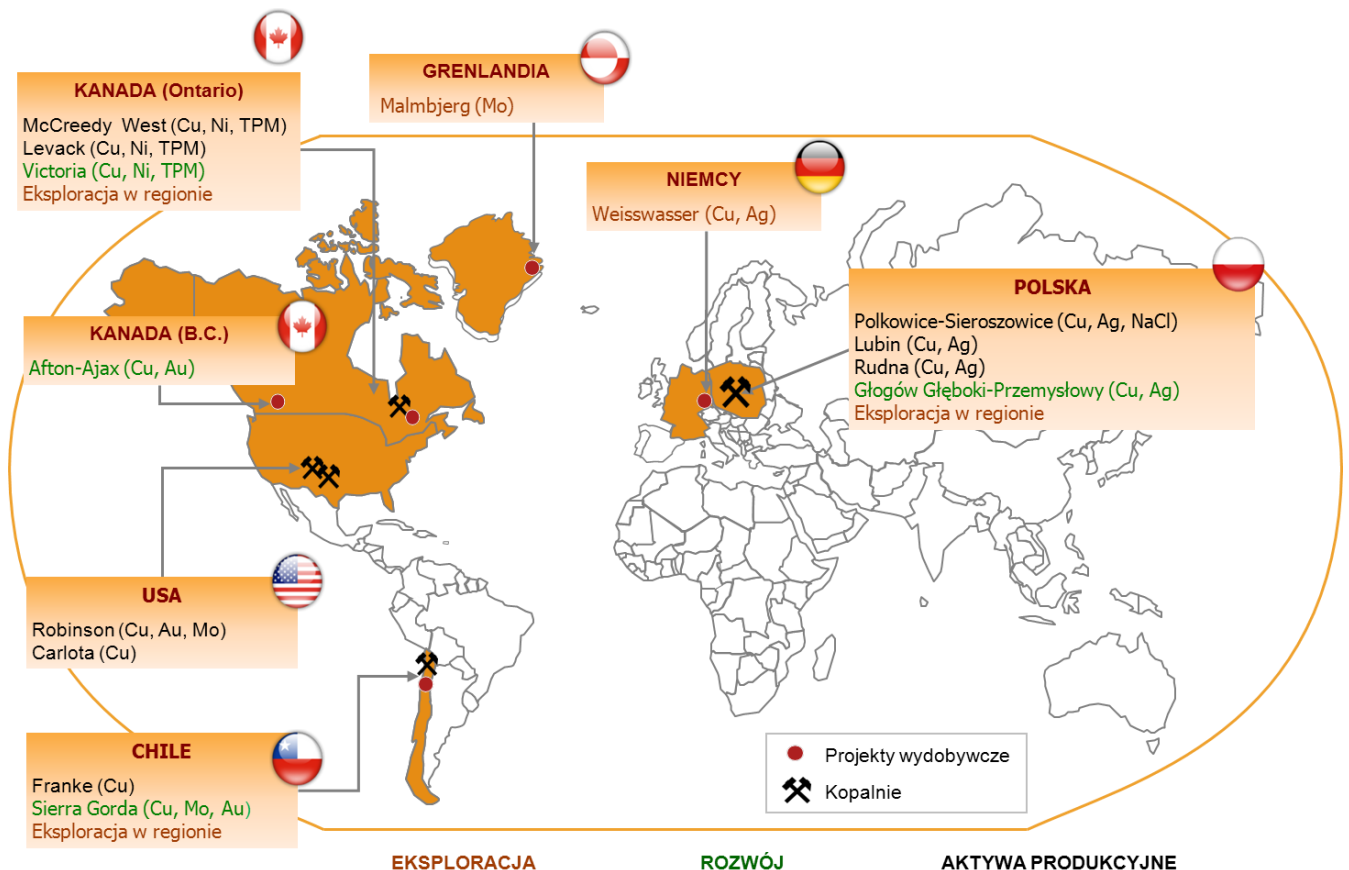 KANADA (Ontario)
McCreedy West (Cu, Ni, TPM)
Levack (Cu, Ni, TPM)
Victoria (Cu, Ni, TPM)
Eksploracja w regionie
GRENLANDIA
Malmbjerg (Mo)
NIEMCY
Weisswasser (Cu, Ag)
POLSKA
Polkowice-Sieroszowice (Cu, Ag, NaCl)
Lubin (Cu, Ag)
Rudna (Cu, Ag)
Głogów Głęboki-Przemysłowy (Cu, Ag)
Eksploracja w regionie
KANADA (B.C.)
Afton-Ajax (Cu, Au)
USA
Robinson (Cu, Au, Mo)
Carlota (Cu)
CHILE
Franke (Cu)
Sierra Gorda (Cu, Mo, Au)
Eksploracja w regionie
Projekty wydobywcze
Kopalnie
EKSPLORACJA
ROZWÓJ
AKTYWA PRODUKCYJNE